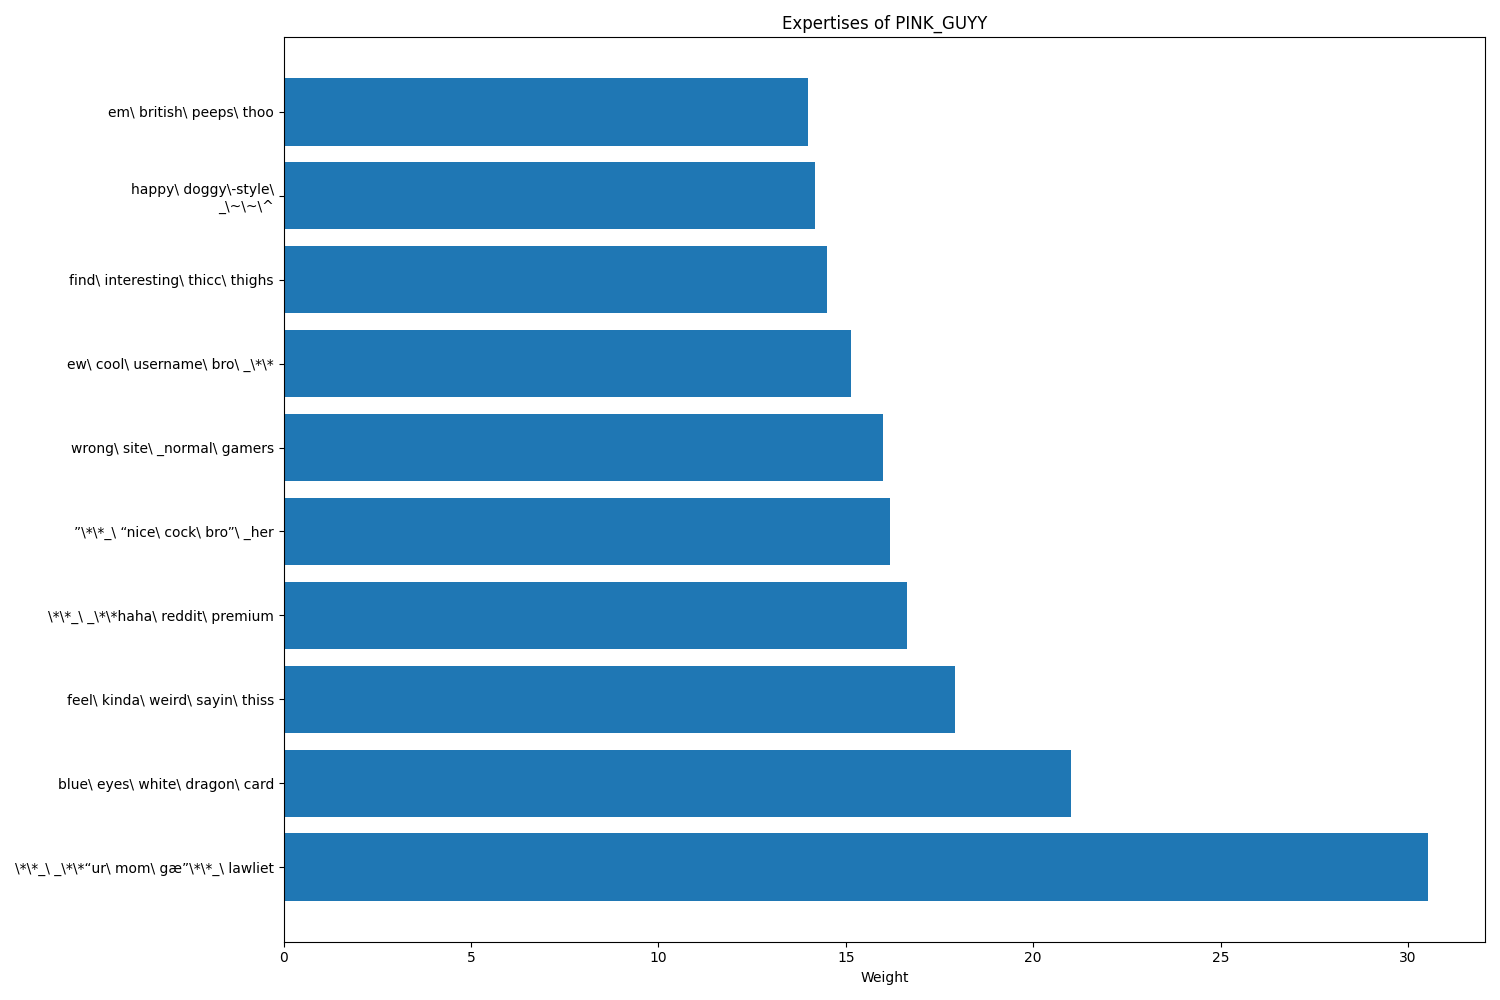 Expertises of PINK_GUYY
em\ british\ peeps\ thoo
happy\ doggy\-style\
_\~\~\^
find\ interesting\ thicc\ thighs
ew\ cool\ username\ bro\ _\*\*
wrong\ site\ _normal\ gamers
”\*\*_\ “nice\ cock\ bro”\ _her
\*\*_\ _\*\*haha\ reddit\ premium
feel\ kinda\ weird\ sayin\ thiss
blue\ eyes\ white\ dragon\ card
\*\*_\ _\*\*“ur\ mom\ gæ”\*\*_\ lawliet
0 5 10 15 20 25 30
Weight